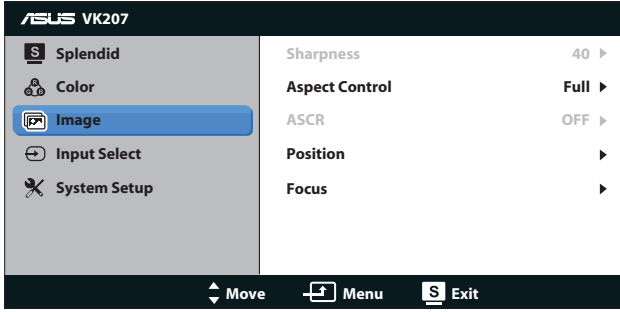 ASUS VK207
S Splendid
Color
Image
Input Select
System Setup
Sharpness 40
Aspect Control Full
ASCR OFF
Position
Focus
Move Menu S Exit